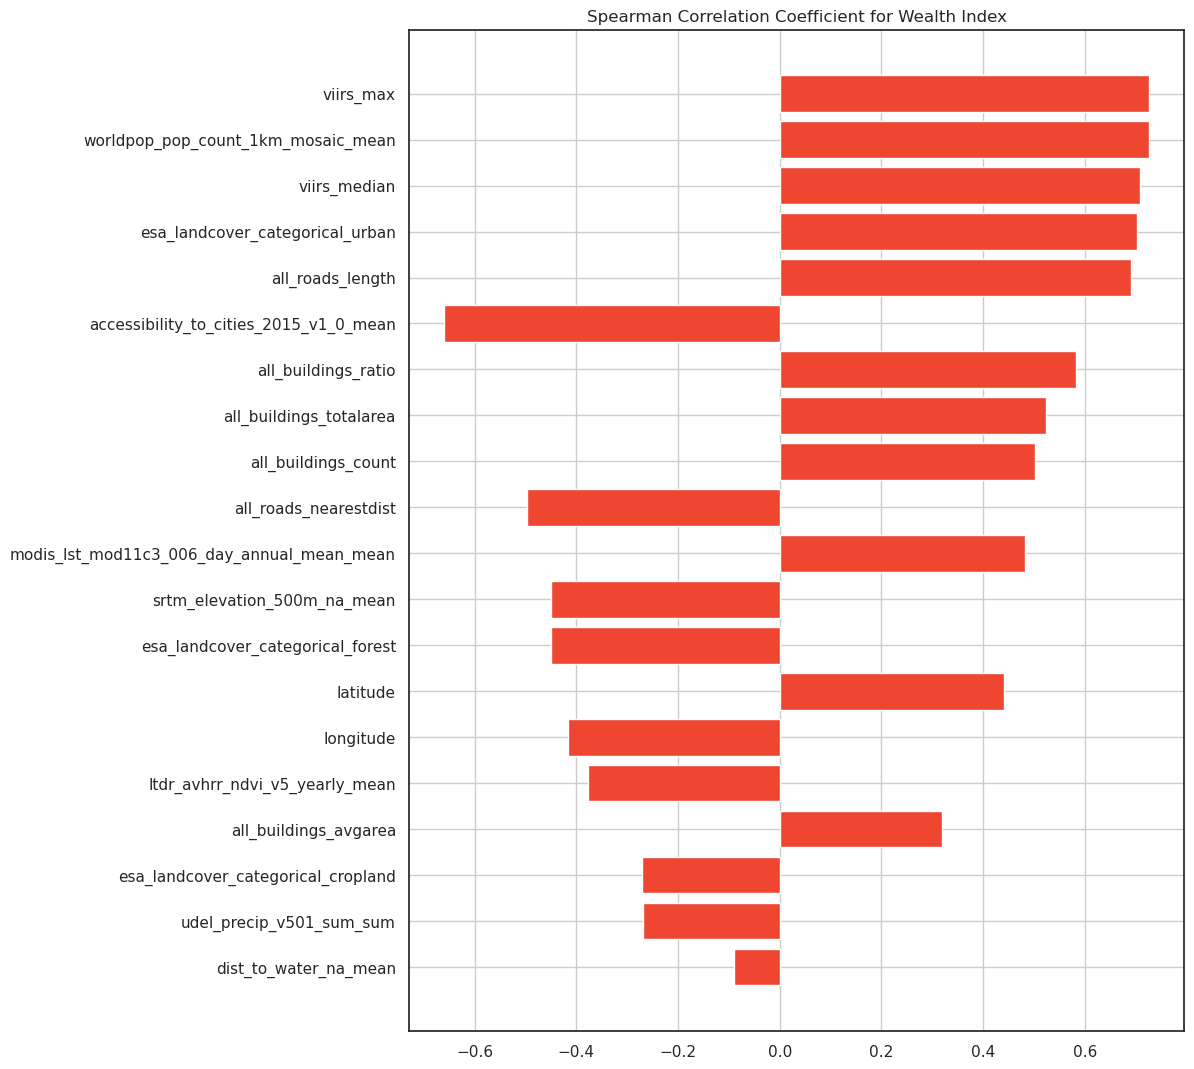 Spearman Correlation Coefficient for Wealth Index
viirs_max
worldpop_pop_count_1km_mosaic_mean
viirs_median
esa_landcover_categorical_urban
all_roads_length
accessibility_to_cities_2015_v1_0_mean
all_buildings_ratio
all_buildings_totalarea
all_buildings_count
all_roads_nearestdist
modis_lst_mod11c3_006_day_annual_mean_mean
srtm_elevation_500m_na_mean
esa_landcover_categorical_forest
latitude
longitude
ltdr_avhrr_ndvi_v5_yearly_mean
all_buildings_avgarea
esa_landcover_categorical_cropland
udel_precip_v501_sum_sum
dist_to_water_na_mean
−0.6 −0.4 −0.2 0.0 0.2 0.4 0.6